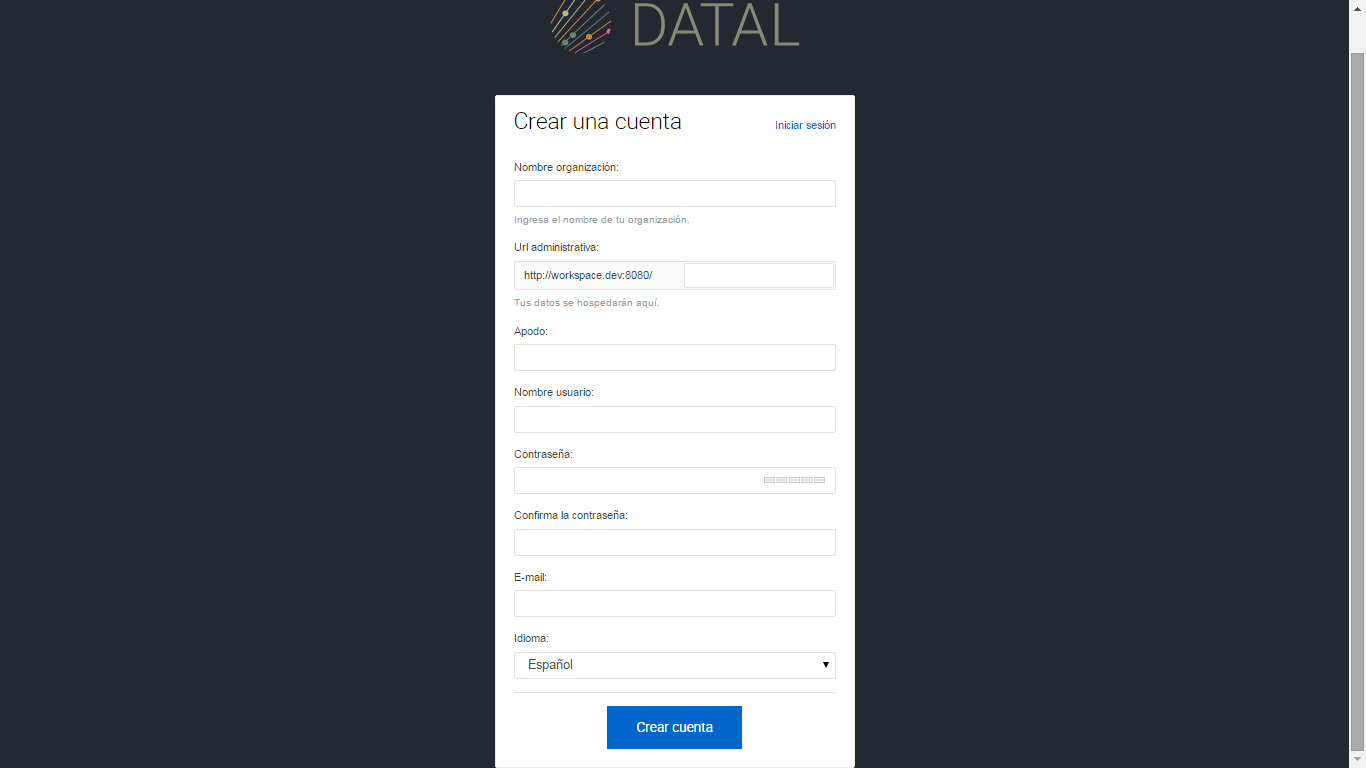 DATAL
Crear una cuenta
Iniciar sesión
Nombre organización:
Ingresa el nombre de tu organización.
Url administrativa:
http://workspace.dev:8080/
Tus datos se hospedarán aquí.
Apodo:
Nombre usuario:
Contraseña:
Confirma la contraseña:
E-mail:
Idioma:
Español
Crear cuenta